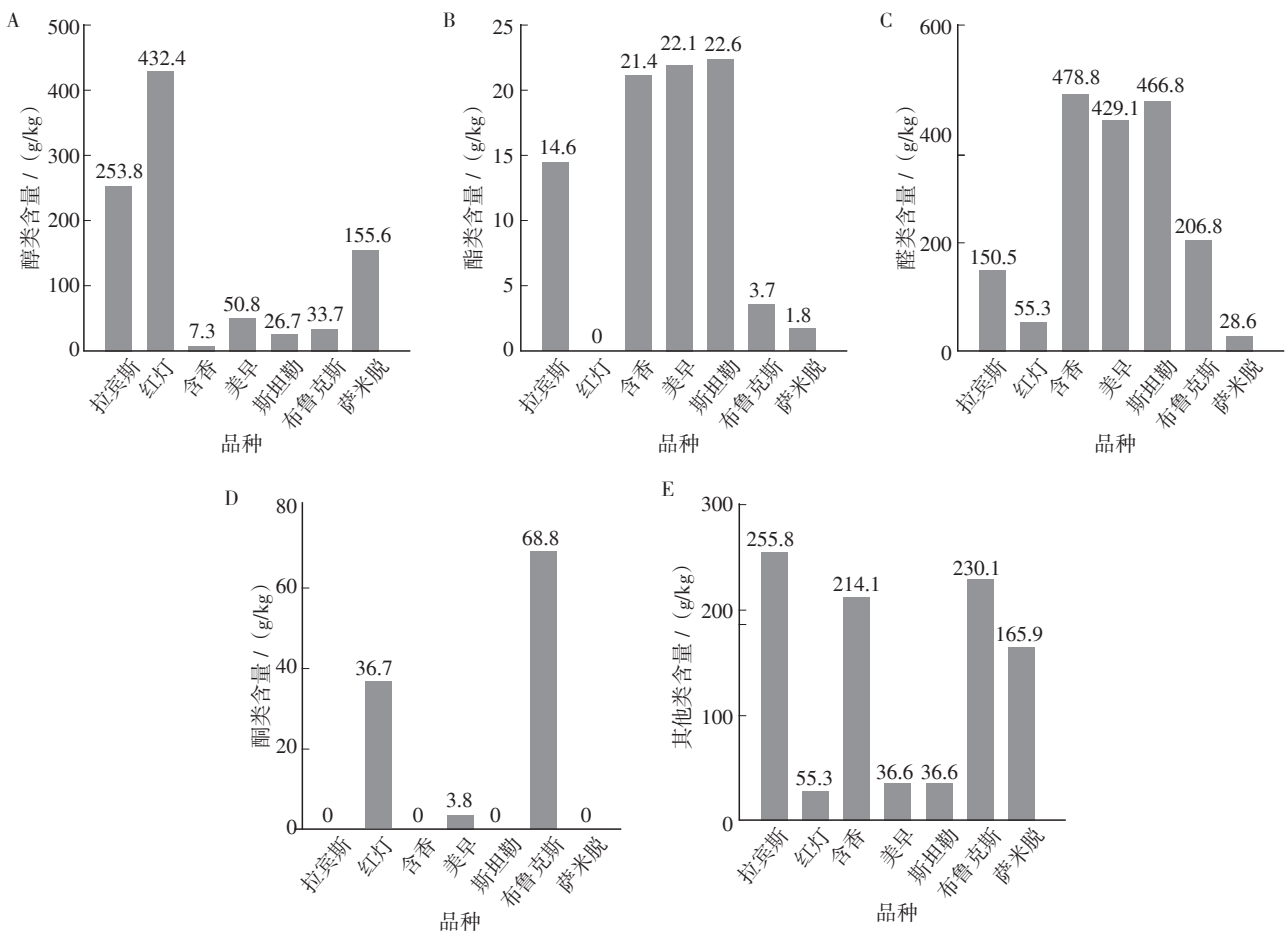 A
醇类含量 / (g/kg)
500
400
300
200
100
0
253.8
432.4
7.3
50.8
26.7
33.7
155.6
拉宾斯
红灯
含香
美早
斯坦勒
布鲁克斯
萨米脱
品种
B
酯类含量 / (g/kg)
25
20
15
10
5
0
14.6
0
21.4
22.1
22.6
3.7
1.8
拉宾斯
红灯
含香
美早
斯坦勒
布鲁克斯
萨米脱
品种
C
醛类含量 / (g/kg)
600
400
200
0
150.5
55.3
478.8
429.1
466.8
206.8
28.6
拉宾斯
红灯
含香
美早
斯坦勒
布鲁克斯
萨米脱
品种
D
酮类含量 / (g/kg)
80
60
40
20
0
0
36.7
0
3.8
0
68.8
0
拉宾斯
红灯
含香
美早
斯坦勒
布鲁克斯
萨米脱
品种
E
其他类含量 / (g/kg)
300
200
100
0
255.8
55.3
214.1
36.6
36.6
230.1
165.9
拉宾斯
红灯
含香
美早
斯坦勒
布鲁克斯
萨米脱
品种